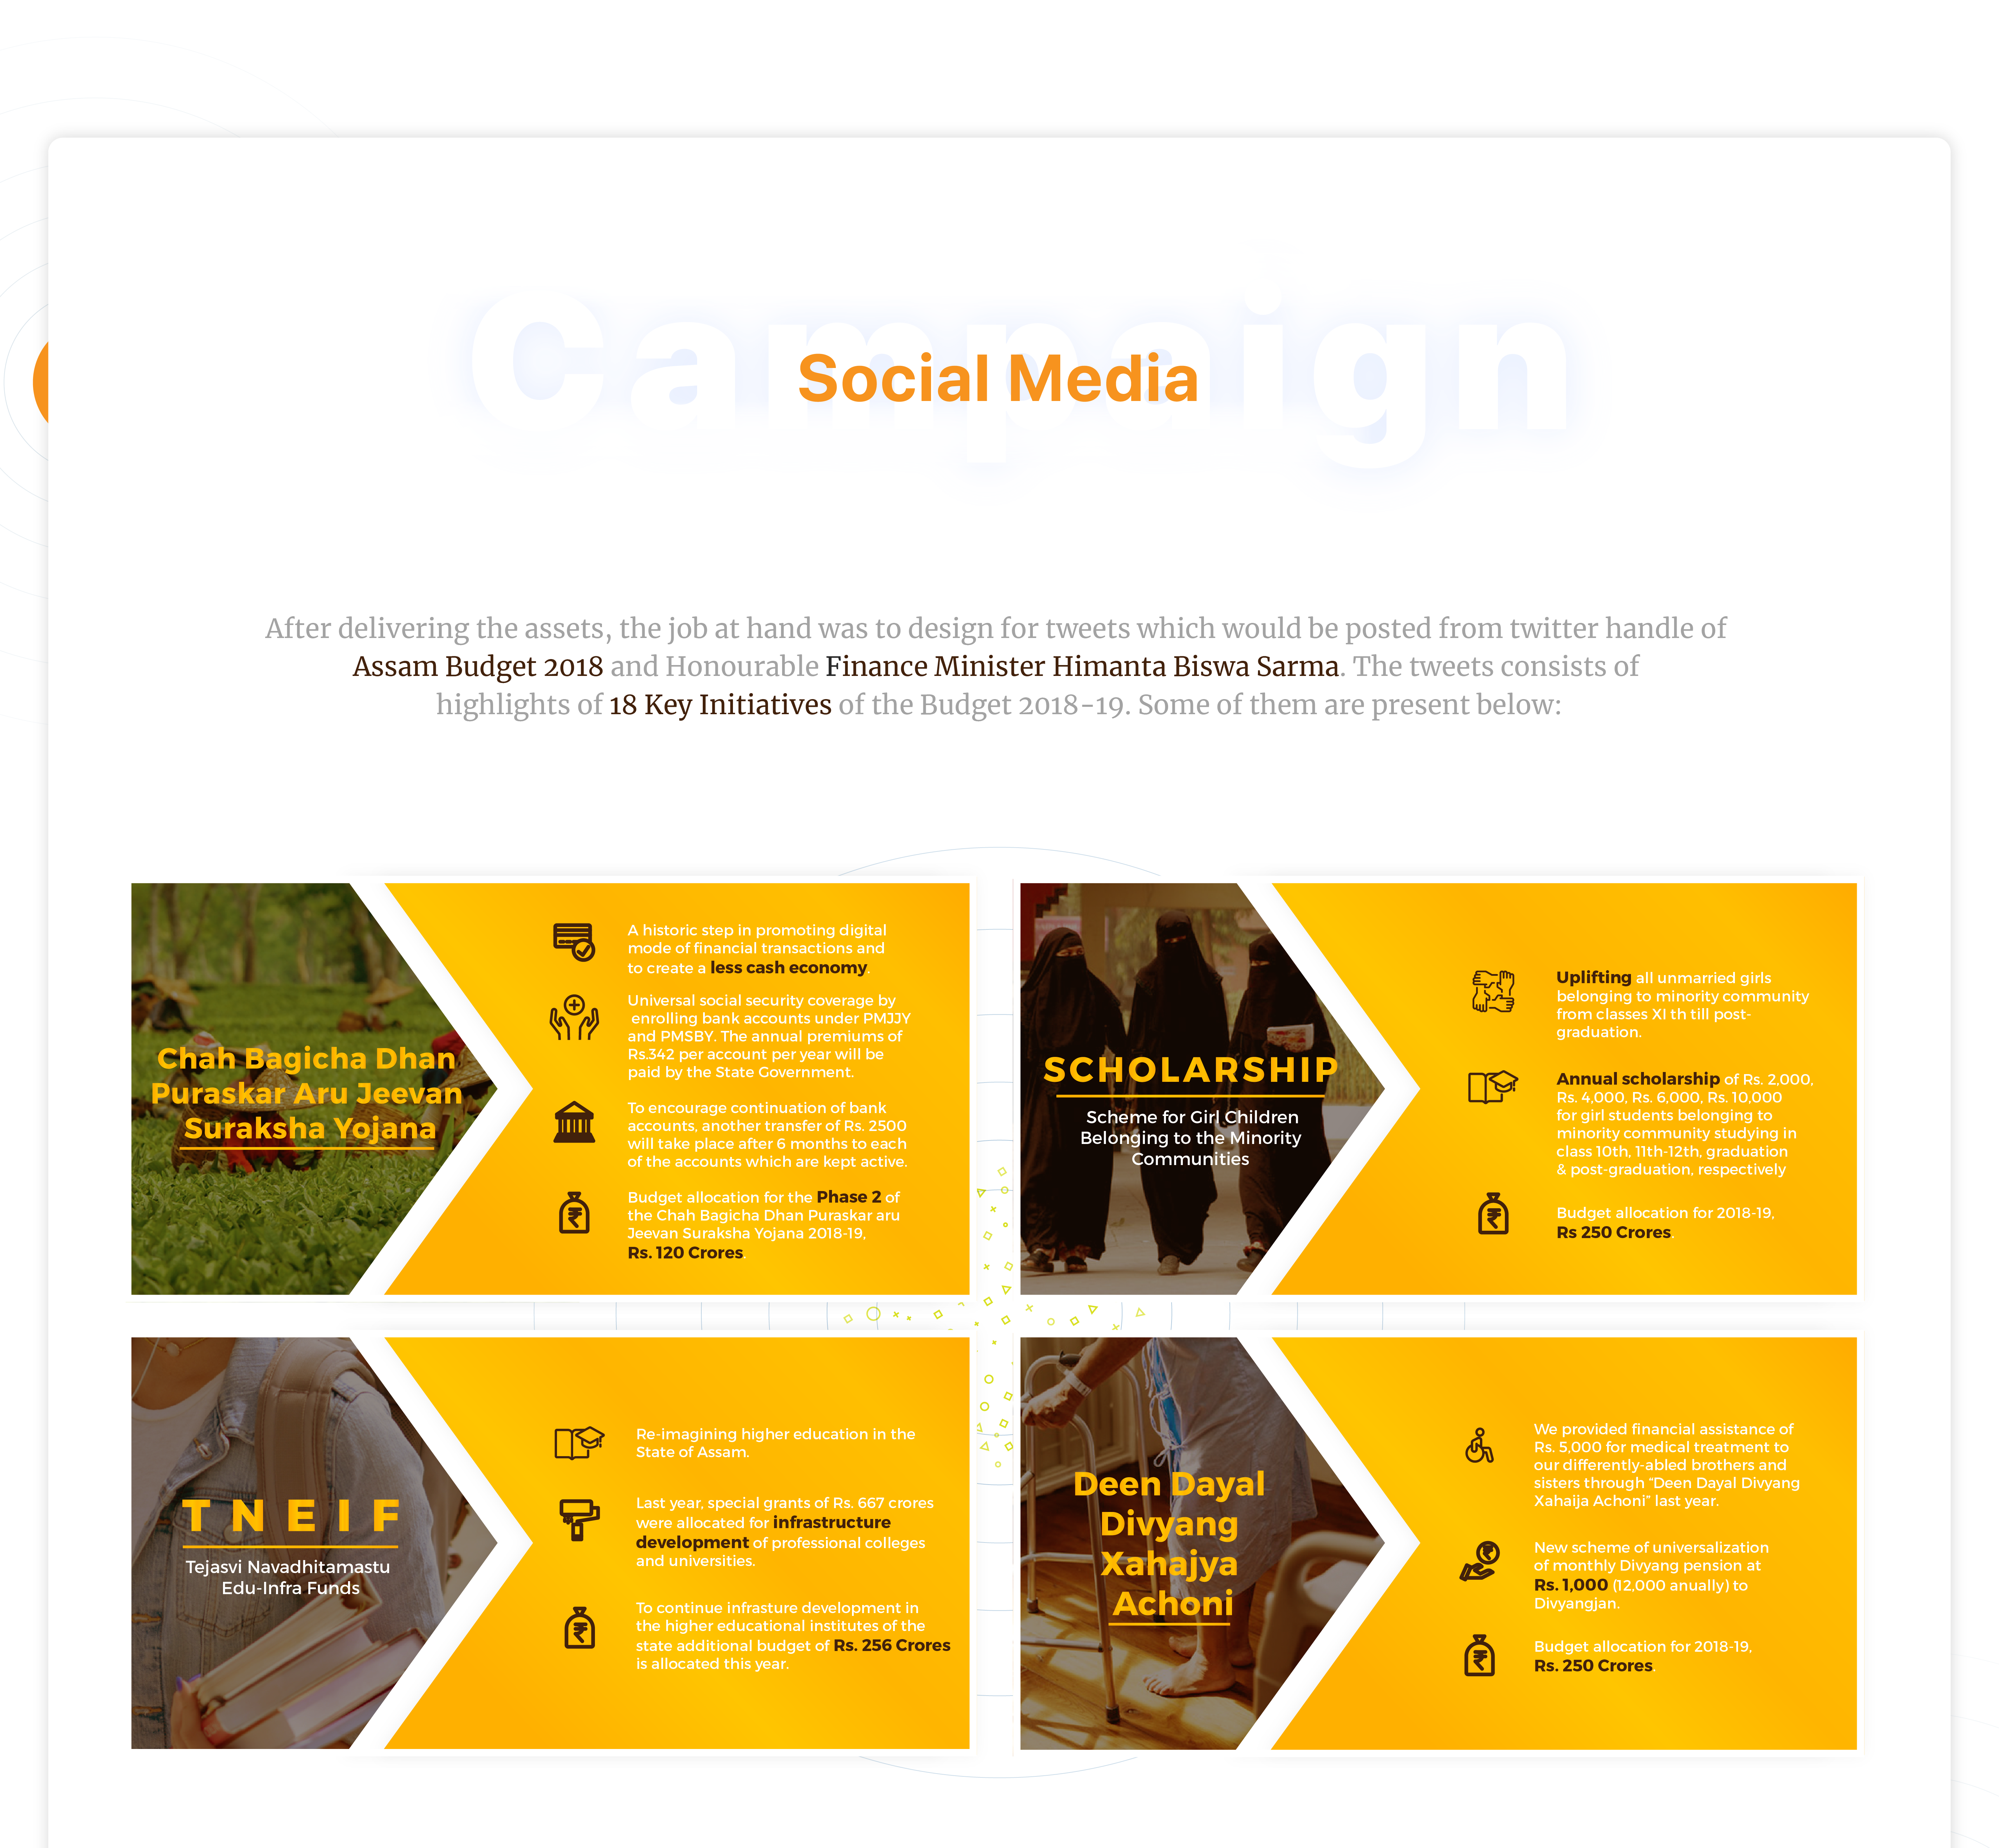 Campaign
Social Media
After delivering the assets, the job at hand was to design for tweets which would be posted from twitter handle of
Assam Budget 2018 and Honourable Finance Minister Himanta Biswa Sarma. The tweets consists of
highlights of 18 Key Initiatives of the Budget 2018-19. Some of them are present below:
Chah Bagicha Dhan
Puraskar Aru Jeevan
Suraksha Yojana
A historic step in promoting digital
mode of financial transactions and
to create a less cash economy.
Universal social security coverage by
enrolling bank accounts under PMJJY
and PMSBY. The annual premiums of
Rs.342 per account per year will be
paid by the State Government.
To encourage continuation of bank
accounts, another transfer of Rs. 2500
will take place after 6 months to each
of the accounts which are kept active.
Budget allocation for the Phase 2 of
the Chah Bagicha Dhan Puraskar aru
Jeevan Suraksha Yojana 2018-19,
Rs. 120 Crores.
SCHOLARSHIP
Scheme for Girl Children
Belonging to the Minority
Communities
Uplifting all unmarried girls
belonging to minority community
from classes XI th till post-
graduation.
Annual scholarship of Rs. 2,000,
Rs. 4,000, Rs. 6,000, Rs. 10,000
for girl students belonging to
minority community studying in
class 10th, 11th-12th, graduation
& post-graduation, respectively
Budget allocation for 2018-19,
Rs 250 Crores.
TNEIF
Tejasvi Navadhitamastu
Edu-Infra Funds
Re-imagining higher education in the
State of Assam.
Last year, special grants of Rs. 667 crores
were allocated for infrastructure
development of professional colleges
and universities.
To continue infrasture development in
the higher educational institutes of the
state additional budget of Rs. 256 Crores
is allocated this year.
Deen Dayal
Divyang
Xahajya
Achoni
We provided financial assistance of
Rs. 5,000 for medical treatment to
our differently-abled brothers and
sisters through “Deen Dayal Divyang
Xahaija Achoni” last year.
New scheme of universalization
of monthly Divyang pension at
Rs. 1,000 (12,000 anually) to
Divyangjan.
Budget allocation for 2018-19,
Rs. 250 Crores.